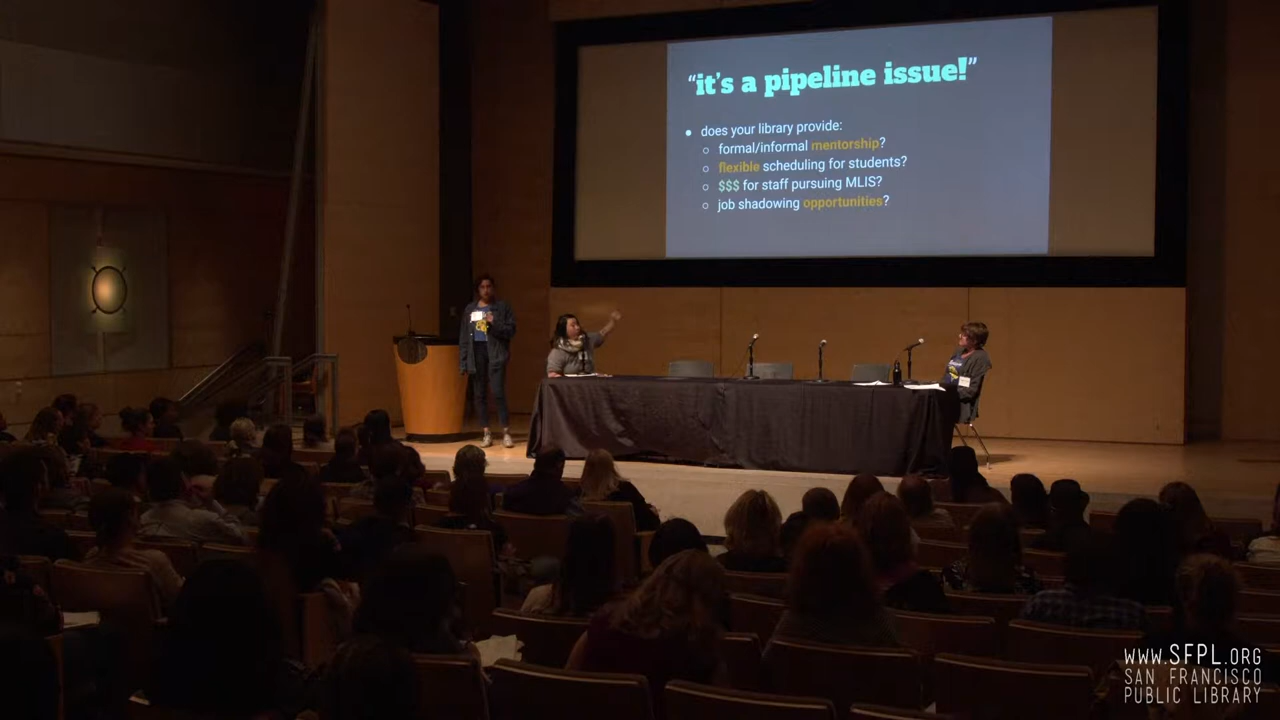 “it’s a pipeline issue!”
does your library provide:
formal/informal mentorship?
flexible scheduling for students?
$$$ for staff pursuing MLIS?
job shadowing opportunities?
WWW.SFPL.ORG
SAN FRANCISCO
PUBLIC LIBRARY